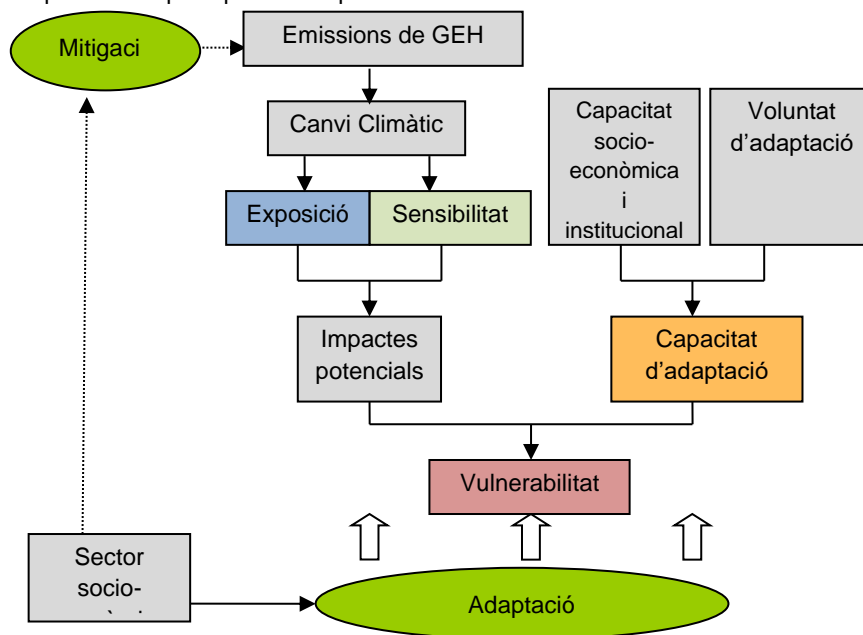 Mitigaci
Emissions de GEH
Canvi Climàtic
Capacitat
socio-
econòmica
i
institucional
Voluntat
d’adaptació
Exposició
Sensibilitat
Impactes
potencials
Capacitat
d’adaptació
Vulnerabilitat
Sector
socio-
Adaptació